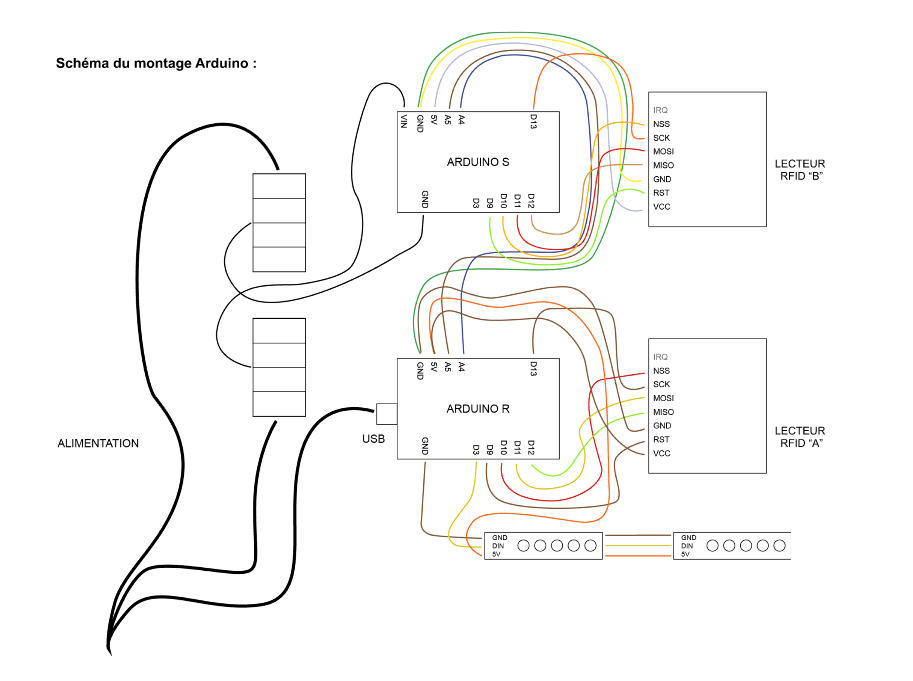 Schéma du montage Arduino :
VIN
GND
5V
A5
A4
D13
ARDUINO S
GND
D3
D9
D10
D11
D12
IRQ
NSS
SCK
MOSI
MISO
GND
RST
VCC
LECTEUR
RFID “B”
GND
5V
A5
A4
D13
ARDUINO R
USB
GND
D3
D9
D10
D11
D12
IRQ
NSS
SCK
MOSI
MISO
GND
RST
VCC
LECTEUR
RFID “A”
ALIMENTATION
GND
DIN
5V
GND
DIN
5V